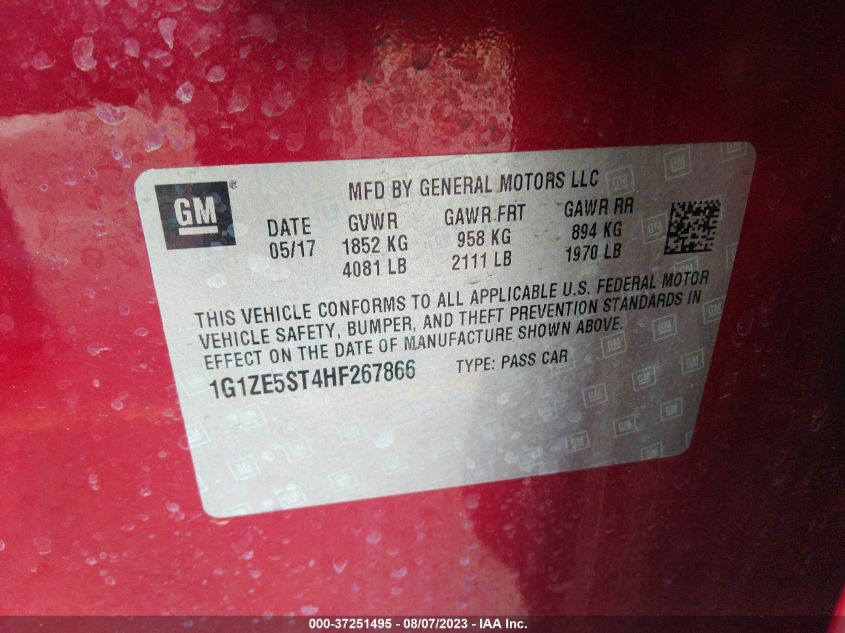 MFD BY GENERAL MOTORS LLC
GM®
DATE GVWR GAWR FRT GAWR RR
05/17 1852 KG 958 KG 894 KG
4081 LB 2111 LB 1970 LB
THIS VEHICLE CONFORMS TO ALL APPLICABLE U.S. FEDERAL MOTOR
VEHICLE SAFETY, BUMPER, AND THEFT PREVENTION STANDARDS IN
EFFECT ON THE DATE OF MANUFACTURE SHOWN ABOVE.
1G1ZE5ST4HF267866 TYPE: PASS CAR
000-37251495 - 08/07/2023 - IAA Inc.